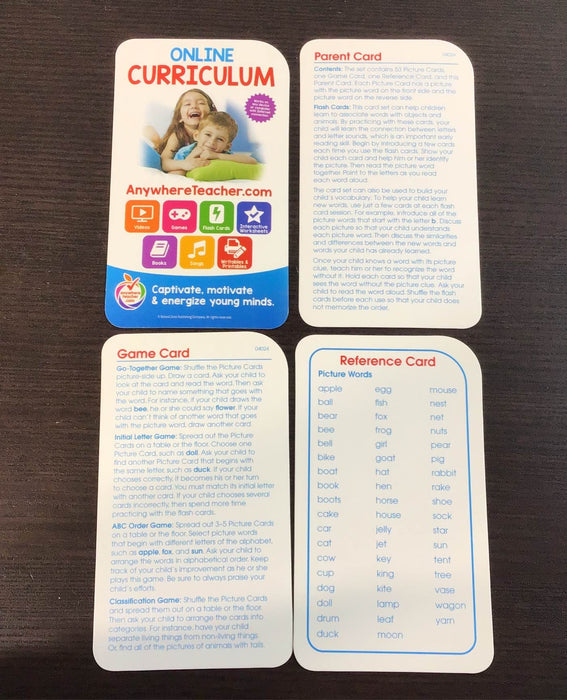 ONLINE
CURRICULUM
Works on
any device
or computer
with internet
connection!
AnywhereTeacher.com
Videos
Games
Flash Cards
Interactive
Worksheets
Books
Songs
Writables &
Printables
anywhere
teacher
.com
Captivate, motivate
& energize young minds.
© School Zone Publishing Company. All rights reserved.
Parent Card
04024
Contents: The set contains 53 Picture Cards,
one Game Card, one Reference Card, and this
Parent Card. Each Picture Card has a picture
with the picture word on the front side and the
picture word on the reverse side.
Flash Cards: This card set can help children
learn to associate words with objects and
animals. By practicing with these cards, your
child will learn the connection between letters
and letter sounds, which is an important early
reading skill. Begin by introducing a few cards
each time you use the flash cards. Show your
child each card and help him or her identify
the picture. Then read the picture word
together. Point to the letters as you read
each word aloud.
The card set can also be used to build your
child's vocabulary. To help your child learn
new words, use just a few cards at each flash
card session. For example, introduce all of the
picture words that start with the letter b. Discuss
each picture so that your child understands
each picture word. Then discuss the similarities
and differences between the new words and
words your child has already learned.
Once your child knows a word with its picture
clue, teach him or her to recognize the word
without it. Hold each card so that your child
sees the word without the picture clue. Ask your
child to read the word aloud. Shuffle the flash
cards before each use so that your child does
not memorize the order.
Game Card
04024
Go-Together Game: Shuffle the Picture Cards
picture-side up. Draw a card. Ask your child to
look at the card and read the word. Then ask
your child to name something that goes with
the word. For instance, if your child draws the
word bee, he or she could say flower. If your
child can't think of another word that goes
with the picture word, draw another card.
Initial Letter Game: Spread out the Picture
Cards on a table or the floor. Choose one
Picture Card, such as doll. Ask your child to
find another Picture Card that begins with
the same letter, such as duck. If your child
chooses correctly, it becomes his or her turn
to choose a card. You must match its initial letter
with another card. If your child chooses several
cards incorrectly, then spend more time
practicing with the flash cards.
ABC Order Game: Spread out 3–5 Picture Cards
on a table or the floor. Select picture words
that begin with different letters of the alphabet,
such as apple, fox, and sun. Ask your child to
arrange the words in alphabetical order. Keep
track of your child's improvement as he or she
plays this game. Be sure to always praise your
child's efforts.
Classification Game: Shuffle the Picture Cards
and spread them out on a table or the floor.
Then ask your child to arrange the cards into
categories. For instance, have your child
separate living things from non-living things.
Or, find all of the pictures of animals with tails.
Reference Card
Picture Words
apple egg mouse
ball fish nest
bear fox net
bee frog nuts
bell girl pear
bike goat pig
boat hat rabbit
book hen rake
boots horse shoe
cake house sock
car jelly star
cat jet sun
cow key tent
cup king tree
dog kite vase
doll lamp wagon
drum leaf yarn
duck moon